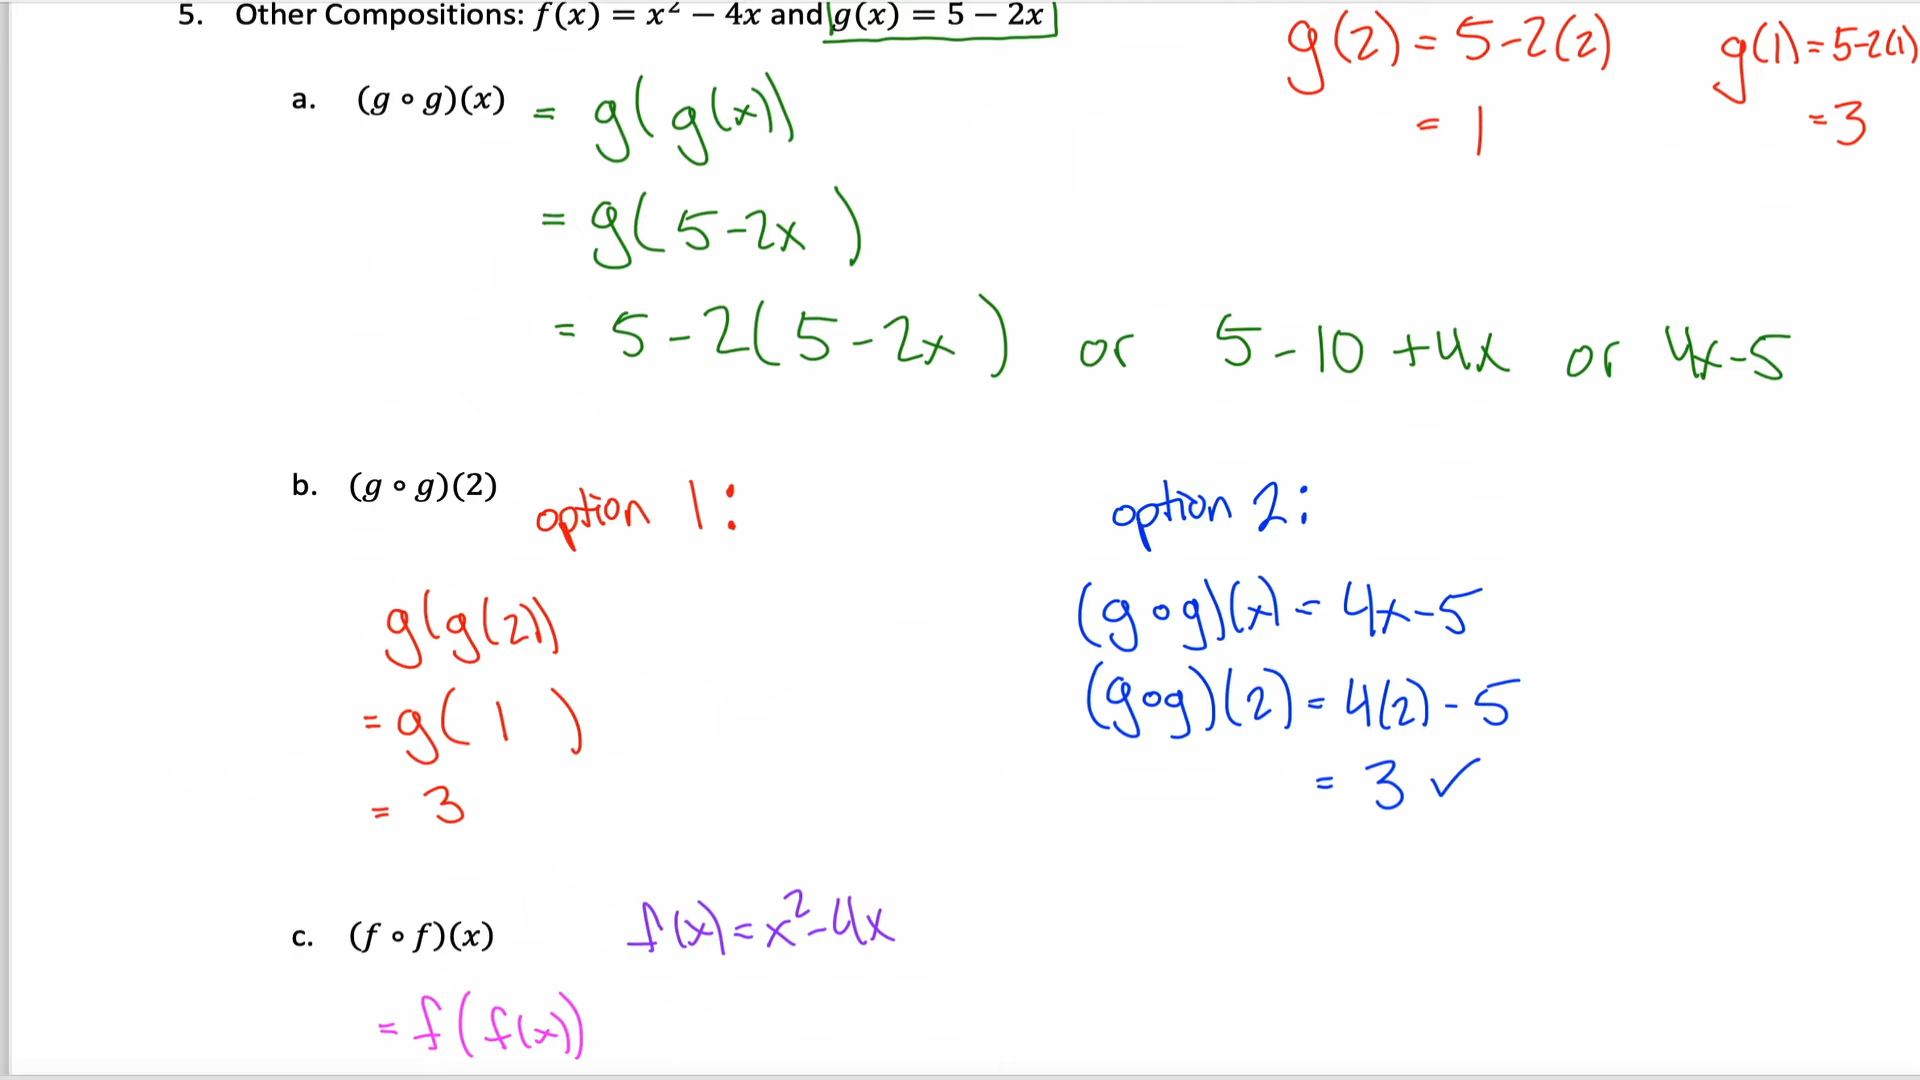 5. Other Compositions: f(x) = x² − 4x and g(x) = 5 − 2x
g(2) = 5-2(2)
= 1
g(1) = 5-2(1)
= 3
a. (g ∘ g)(x) = g(g(x))
= g(5-2x)
= 5-2(5-2x) or 5-10+4x or 4x-5
b. (g ∘ g)(2)
option 1:
g(g(2))
= g(1)
= 3
option 2:
(g∘g)(x) = 4x-5
(g∘g)(2) = 4(2)-5
= 3 ✓
c. (f ∘ f)(x)
f(x) = x²-4x
= f(f(x))